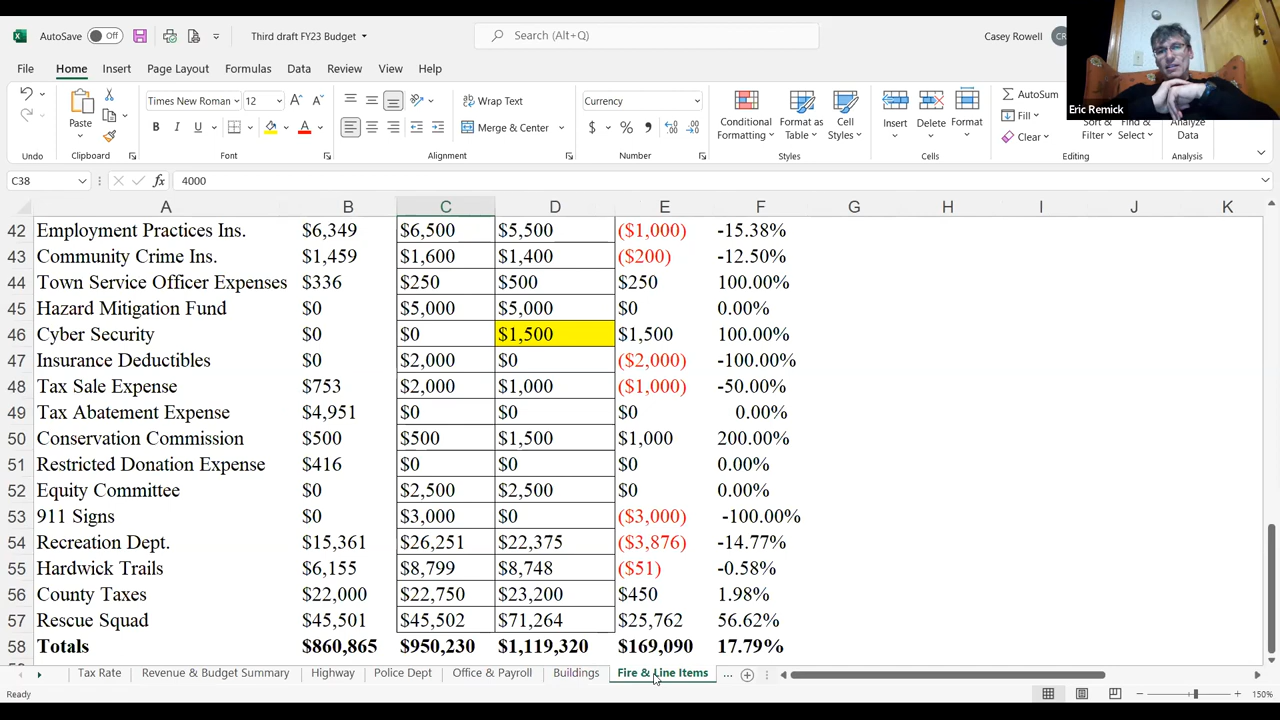 AutoSave Off Third draft FY23 Budget Search (Alt+Q) Casey Rowell CR
File Home Insert Page Layout Formulas Data Review View Help
Eric Remick
Paste Times New Roman 12 Wrap Text Currency Conditional Formatting Format as Table Cell Styles Insert Delete Format AutoSum
B I U Merge & Center $ % Fill Clear Sort & Filter Find & Select Analyze Data
Undo Clipboard Font Alignment Number Styles Cells Editing Analysis
C38 fx 4000
A B C D E F G H I J K
42 Employment Practices Ins. $6,349 $6,500 $5,500 ($1,000) -15.38%
43 Community Crime Ins. $1,459 $1,600 $1,400 ($200) -12.50%
44 Town Service Officer Expenses $336 $250 $500 $250 100.00%
45 Hazard Mitigation Fund $0 $5,000 $5,000 $0 0.00%
46 Cyber Security $0 $0 $1,500 $1,500 100.00%
47 Insurance Deductibles $0 $2,000 $0 ($2,000) -100.00%
48 Tax Sale Expense $753 $2,000 $1,000 ($1,000) -50.00%
49 Tax Abatement Expense $4,951 $0 $0 $0 0.00%
50 Conservation Commission $500 $500 $1,500 $1,000 200.00%
51 Restricted Donation Expense $416 $0 $0 $0 0.00%
52 Equity Committee $0 $2,500 $2,500 $0 0.00%
53 911 Signs $0 $3,000 $0 ($3,000) -100.00%
54 Recreation Dept. $15,361 $26,251 $22,375 ($3,876) -14.77%
55 Hardwick Trails $6,155 $8,799 $8,748 ($51) -0.58%
56 County Taxes $22,000 $22,750 $23,200 $450 1.98%
57 Rescue Squad $45,501 $45,502 $71,264 $25,762 56.62%
58 Totals $860,865 $950,230 $1,119,320 $169,090 17.79%
Tax Rate Revenue & Budget Summary Highway Police Dept Office & Payroll Buildings Fire & Line Items ...
Ready 150%